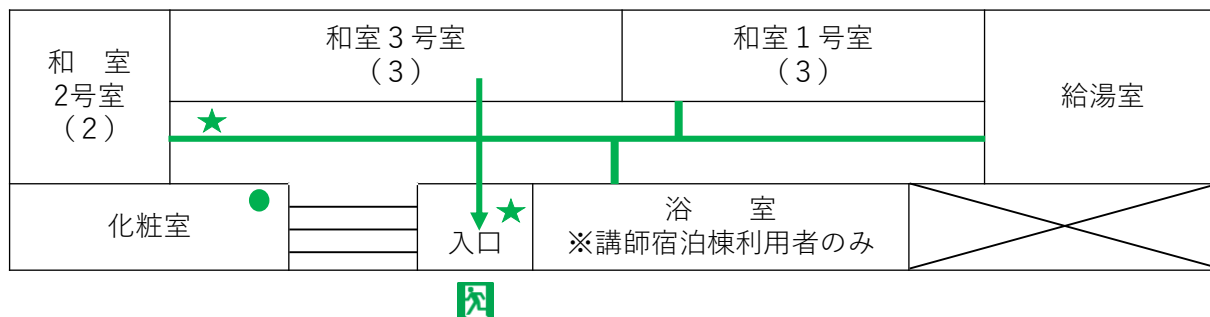 和　室
2号室
（２）
和室３号室
（３）
和室１号室
（３）
給湯室
化粧室
入口
浴　　室
※講師宿泊棟利用者のみ